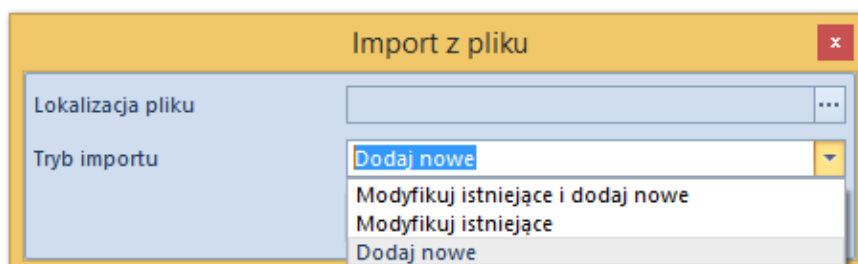 Import z pliku
x
Lokalizacja pliku
...
Tryb importu Dodaj nowe
Modyfikuj istniejące i dodaj nowe
Modyfikuj istniejące
Dodaj nowe